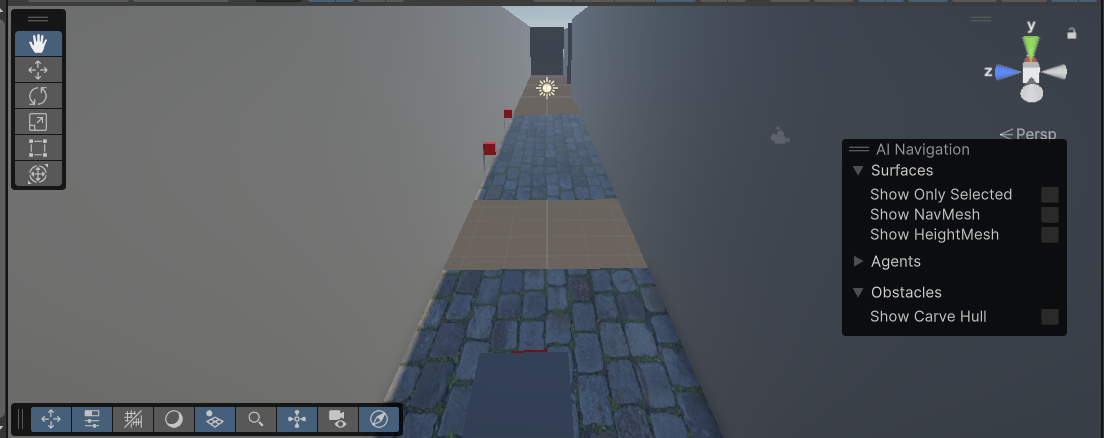 y
z
Persp
AI Navigation
Surfaces
Show Only Selected
Show NavMesh
Show HeightMesh
Agents
Obstacles
Show Carve Hull